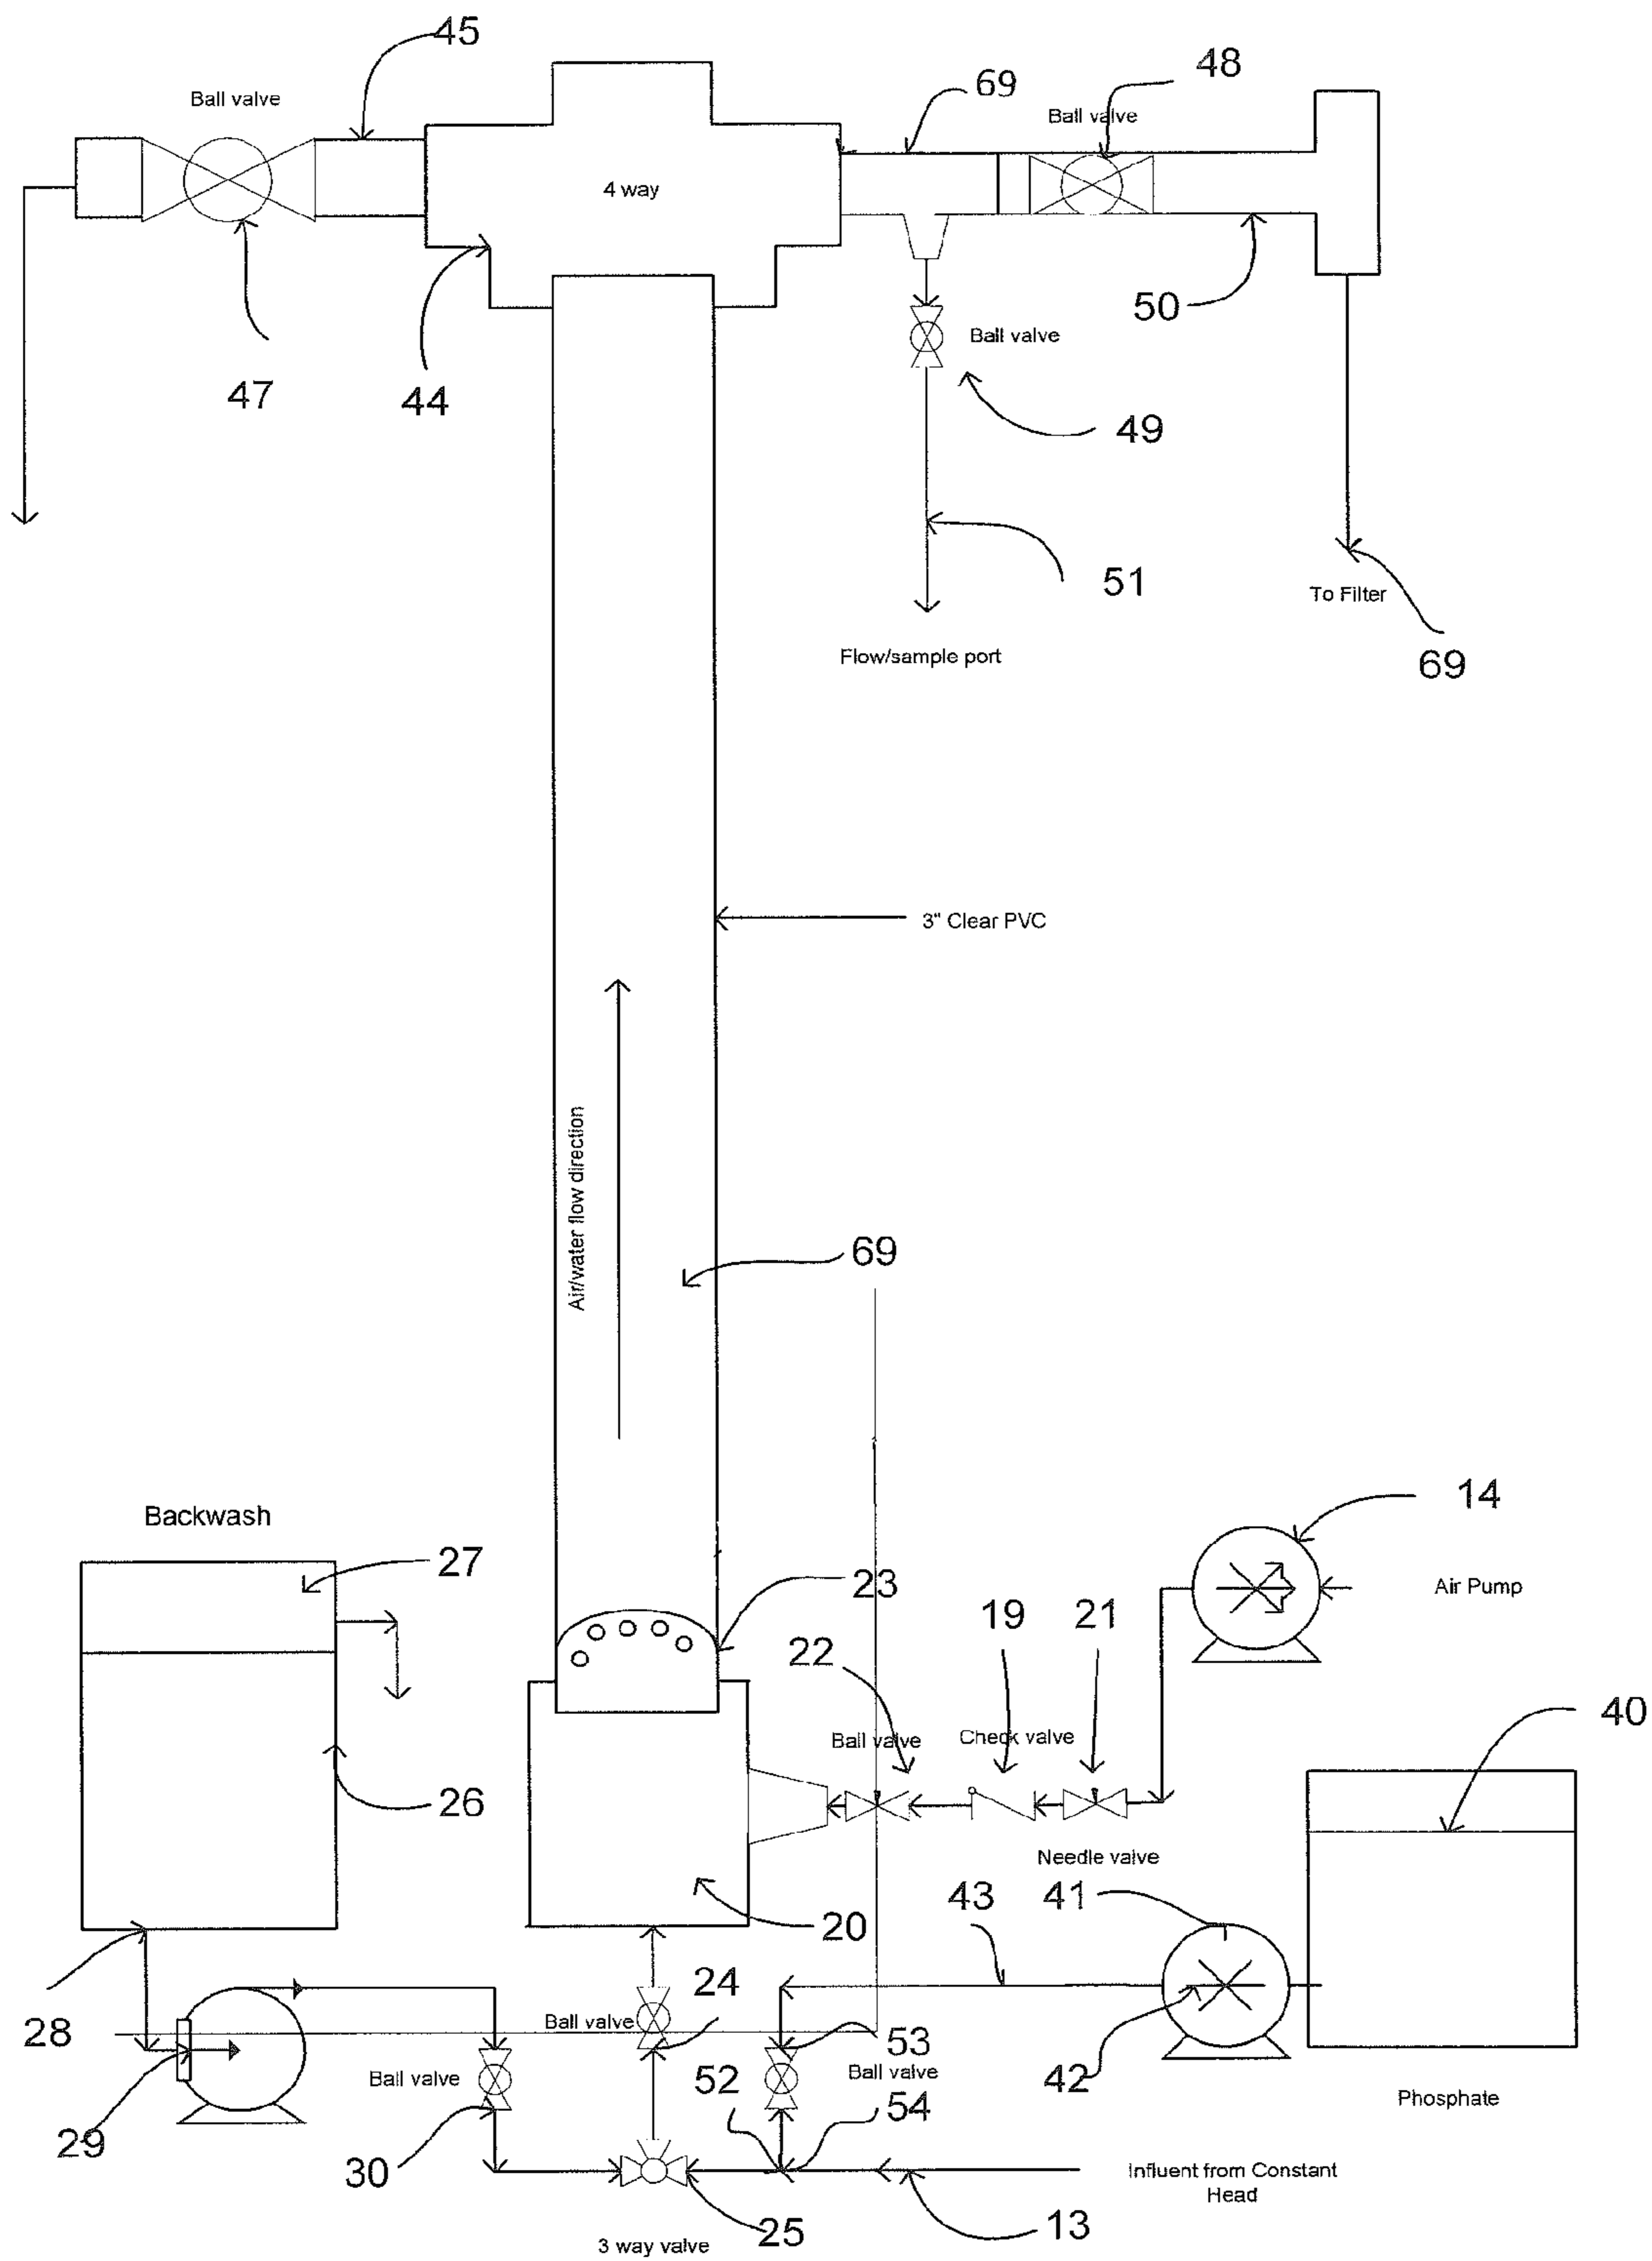 45
48
69
Ball valve
Ball valve
4 way
50
47
44
Ball valve
49
51
To Filter
69
Flow/sample port
3" Clear PVC
Air/water flow direction
69
Backwash
14
27
23
Air Pump
19
21
22
40
Ball valve
Check valve
26
Needle valve
43
41
20
24
28
Ball valve
53
52
Ball valve
Ball valve
42
Phosphate
54
29
30
Influent from Constant
Head
25
13
3 way valve